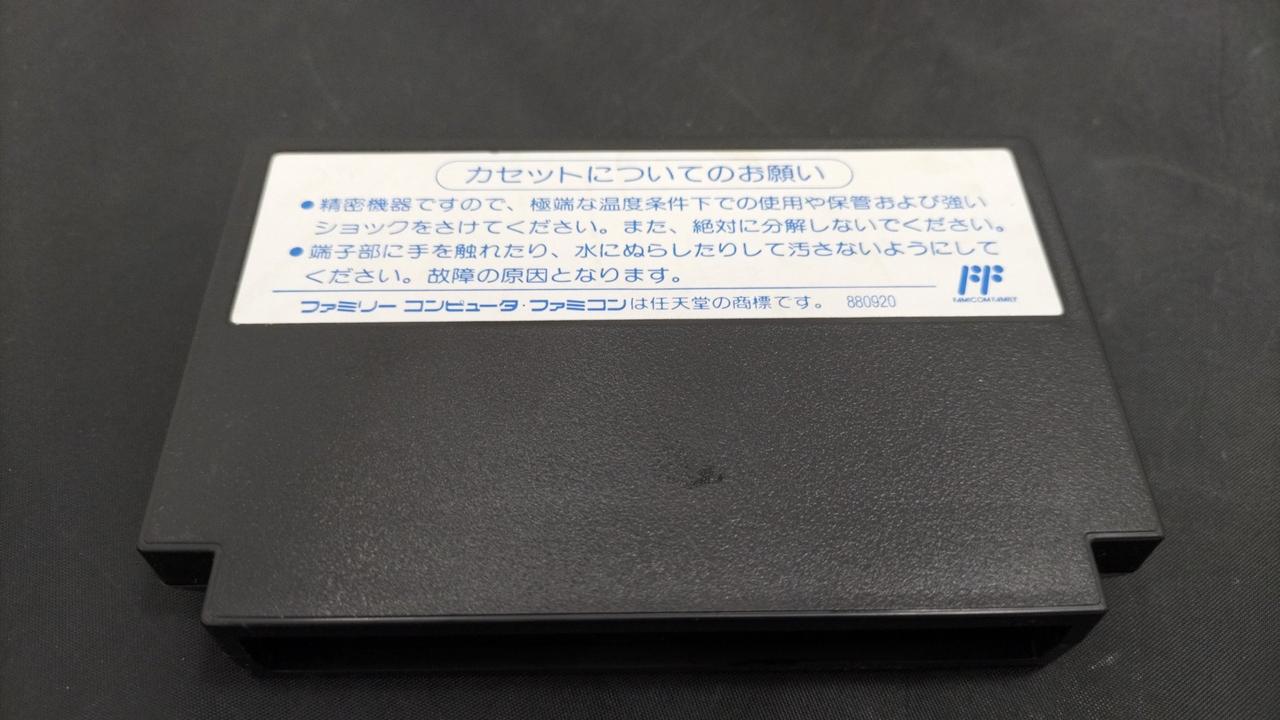 カセットについてのお願い
●精密機器ですので、極端な温度条件下での使用や保管および強い
ショックをさけてください。また、絶対に分解しないでください。
●端子部に手を触れたり、水にぬらしたりして汚さないようにして
ください。故障の原因となります。
FF
FAMICOM FAMILY
ファミリー コンピュータ・ファミコンは任天堂の商標です。 880920